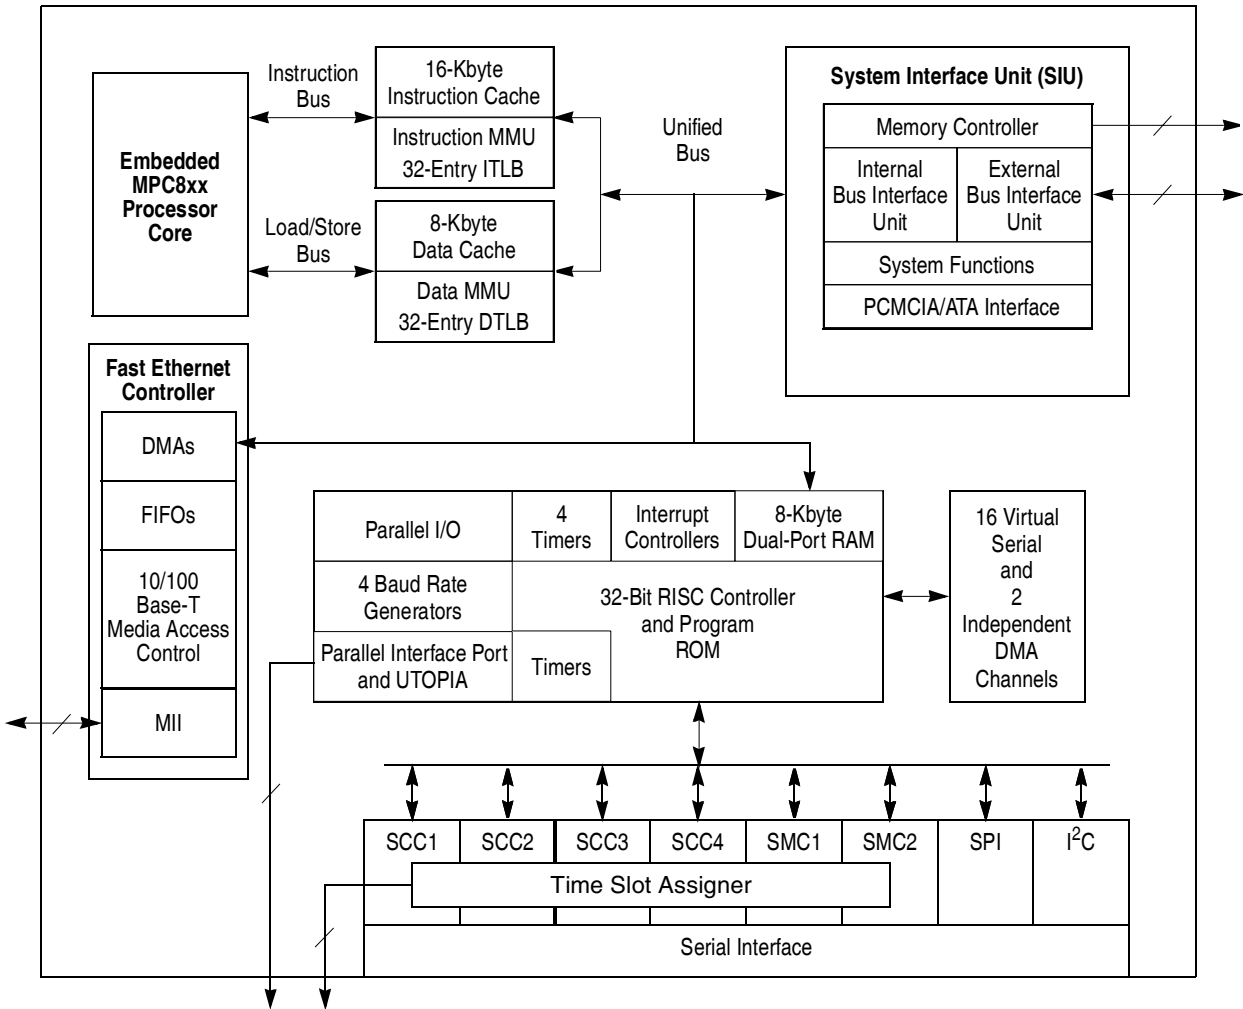 Instruction
Bus
16-Kbyte
Instruction Cache
Instruction MMU
32-Entry ITLB
Embedded
MPC8xx
Processor
Core
Load/Store
Bus
8-Kbyte
Data Cache
Data MMU
32-Entry DTLB
Unified
Bus
System Interface Unit (SIU)
Memory Controller
Internal
Bus Interface
Unit
External
Bus Interface
Unit
System Functions
PCMCIA/ATA Interface
Fast Ethernet
Controller
DMAs
FIFOs
10/100
Base-T
Media Access
Control
MII
Parallel I/O
4
Timers
Interrupt
Controllers
8-Kbyte
Dual-Port RAM
4 Baud Rate
Generators
32-Bit RISC Controller
and Program
ROM
Parallel Interface Port
and UTOPIA
Timers
16 Virtual
Serial
and
2
Independent
DMA
Channels
SCC1
SCC2
SCC3
SCC4
SMC1
SMC2
SPI
I²C
Time Slot Assigner
Serial Interface